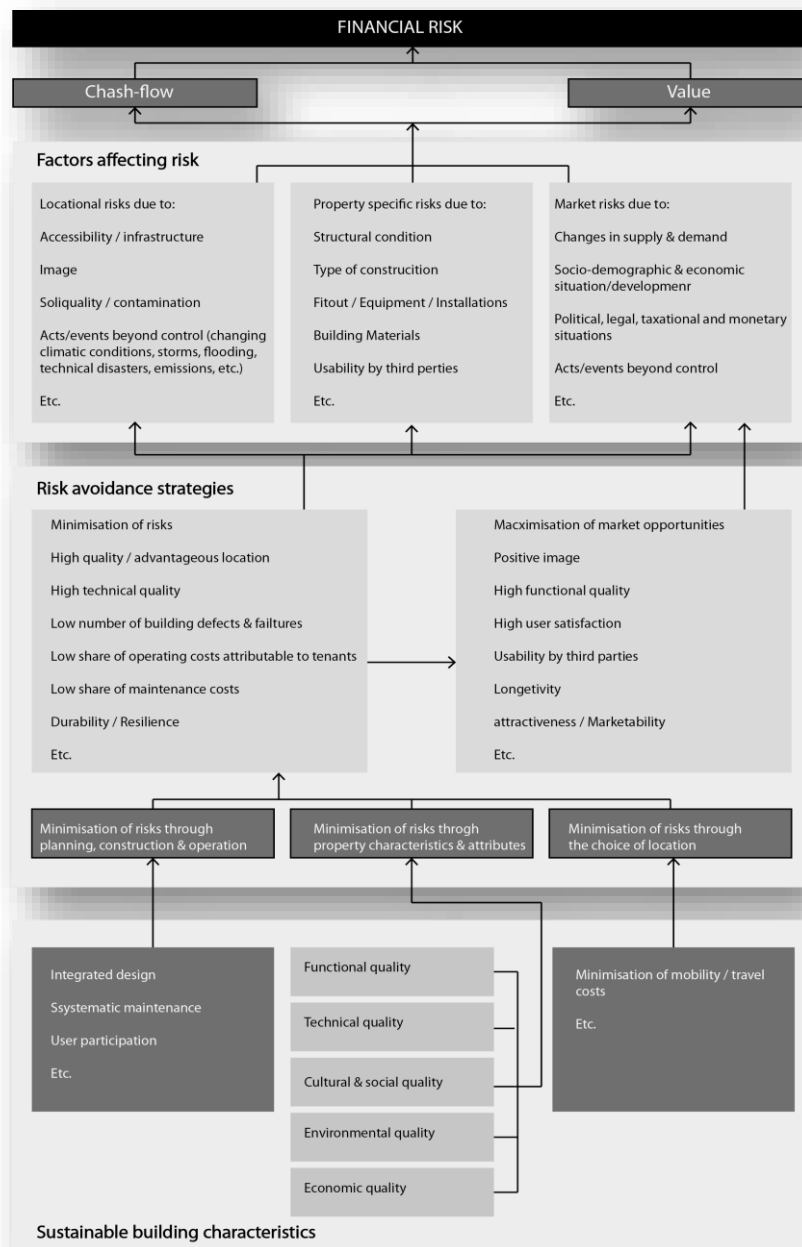 FINANCIAL RISK
Chash-flow
Value
Factors affecting risk
Locational risks due to:
Accessibility / infrastructure
Image
Soliquality / contamination
Acts/events beyond control (changing
climatic conditions, storms, flooding,
technical disasters, emissions, etc.)
Etc.
Property specific risks due to:
Structural condition
Type of construcition
Fitout / Equipment / Installations
Building Materials
Usability by third perties
Etc.
Market risks due to:
Changes in supply & demand
Socio-demographic & economic
situation/developmenr
Political, legal, taxational and monetary
situations
Acts/events beyond control
Etc.
Risk avoidance strategies
Minimisation of risks
High quality / advantageous location
High technical quality
Low number of building defects & failtures
Low share of operating costs attributable to tenants
Low share of maintenance costs
Durability / Resilience
Etc.
Macximisation of market opportunities
Positive image
High functional quality
High user satisfaction
Usability by third parties
Longetivity
attractiveness / Marketability
Etc.
Minimisation of risks through
planning, construction & operation
Minimisation of risks throgh
property characteristics & attributes
Minimisation of risks through
the choice of location
Integrated design
Ssystematic maintenance
User participation
Etc.
Functional quality
Technical quality
Cultural & social quality
Environmental quality
Economic quality
Minimisation of mobility / travel
costs
Etc.
Sustainable building characteristics